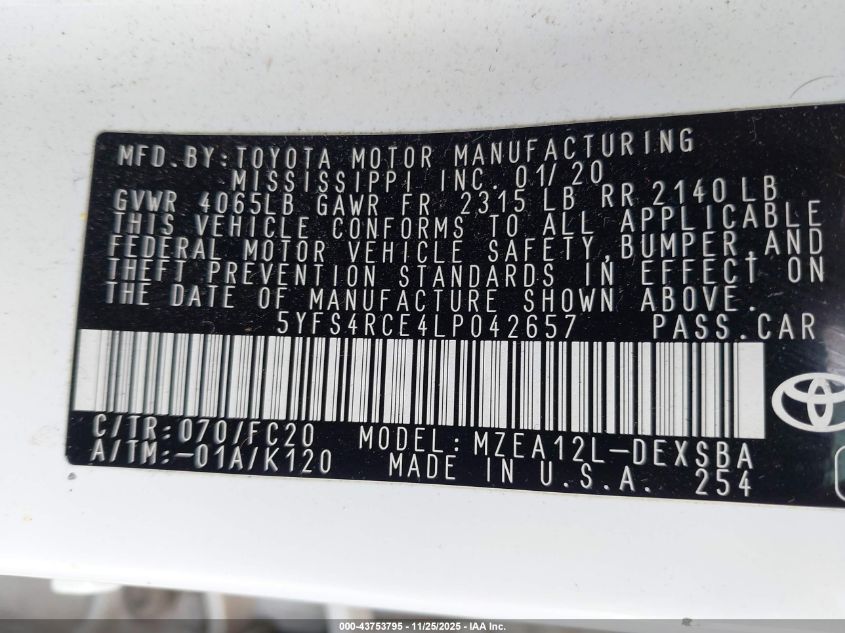 MFD. BY: TOYOTA MOTOR MANUFACTURING
MISSISSIPPI INC. 01/20
GVWR 4065LB GAWR FR 2315 LB RR 2140 LB
THIS VEHICLE CONFORMS TO ALL APPLICABLE
FEDERAL MOTOR VEHICLE SAFETY, BUMPER, AND
THEFT PREVENTION STANDARDS IN EFFECT ON
THE DATE OF MANUFACTURE SHOWN ABOVE.
5YFS4RCE4LP042657 PASS.CAR
C/TR: 070/FC20 MODEL: MZEA12L-DEXSBA
A/TM: -01A/K120 MADE IN U.S.A. 254
000-43753795 - 11/25/2025 - IAA Inc.